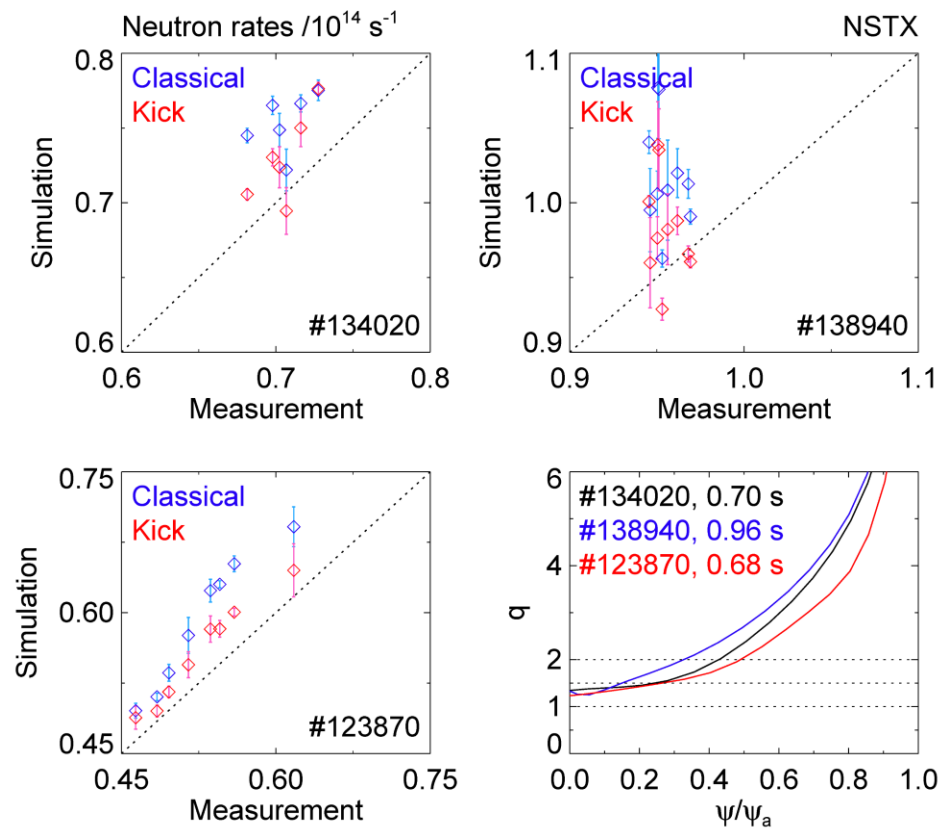 Neutron rates /10¹⁴ s⁻¹
0.8
Classical
Kick
Simulation
0.7
#134020
0.6
0.6 0.7 0.8
Measurement
NSTX
1.1
Classical
Kick
Simulation
1.0
#138940
0.9
0.9 1.0 1.1
Measurement
0.75
Classical
Kick
Simulation
0.60
#123870
0.45
0.45 0.60 0.75
Measurement
#134020, 0.70 s
#138940, 0.96 s
#123870, 0.68 s
q
4
2
1
0
0.0 0.2 0.4 0.6 0.8 1.0
ψ/ψₐ